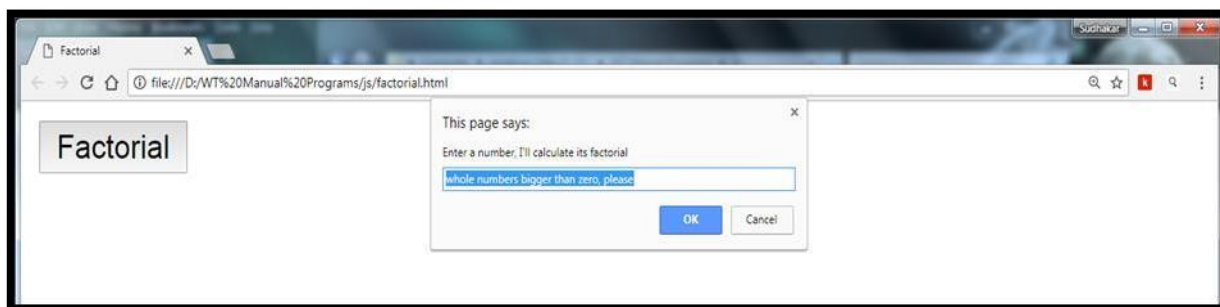 Sudhakar
Factorial
file:///D:/WT%20Manual%20Programs/js/factorial.html
This page says:
Factorial
Enter a number, I'll calculate its factorial
whole numbers bigger than zero, please
OK Cancel